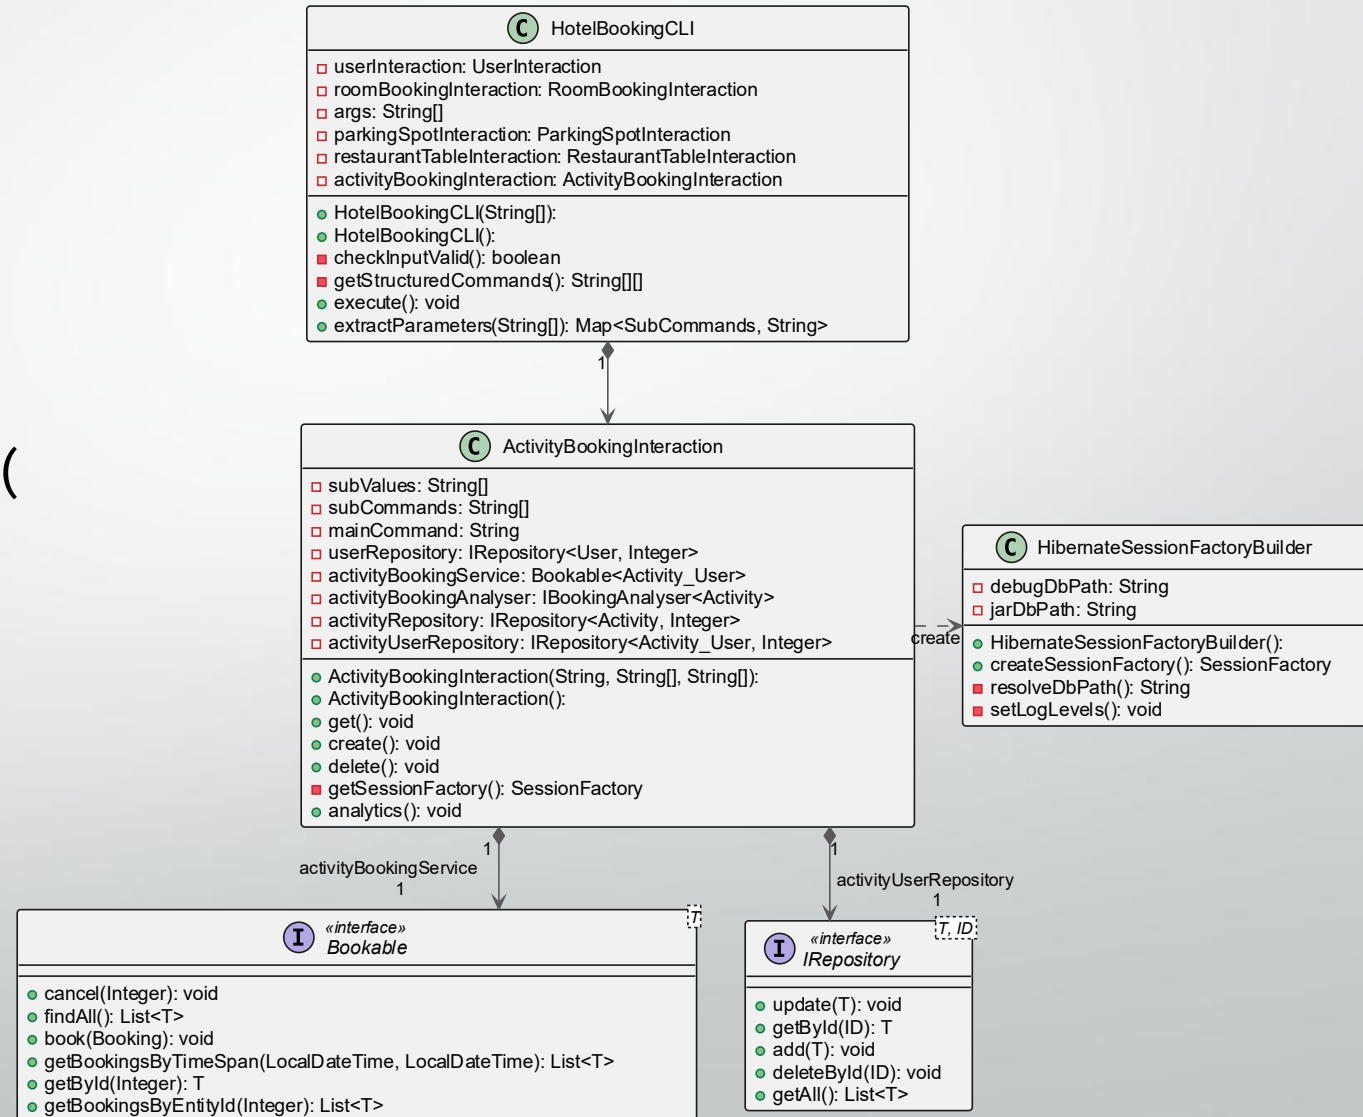 C HotelBookingCLI
userInteraction: UserInteraction
roomBookingInteraction: RoomBookingInteraction
args: String[]
parkingSpotInteraction: ParkingSpotInteraction
restaurantTableInteraction: RestaurantTableInteraction
activityBookingInteraction: ActivityBookingInteraction
HotelBookingCLI(String[]):
HotelBookingCLI():
checkInputValid(): boolean
getStructuredCommands(): String[][]
execute(): void
extractParameters(String[]): Map<SubCommands, String>
1
(
C ActivityBookingInteraction
subValues: String[]
subCommands: String[]
mainCommand: String
userRepository: IRepository<User, Integer>
activityBookingService: Bookable<Activity_User>
activityBookingAnalyser: IBookingAnalyser<Activity>
activityRepository: IRepository<Activity, Integer>
activityUserRepository: IRepository<Activity_User, Integer>
ActivityBookingInteraction(String, String[], String[]):
ActivityBookingInteraction():
get(): void
create(): void
delete(): void
getSessionFactory(): SessionFactory
analytics(): void
create
C HibernateSessionFactoryBuilder
debugDbPath: String
jarDbPath: String
HibernateSessionFactoryBuilder():
createSessionFactory(): SessionFactory
resolveDbPath(): String
setLogLevels(): void
1
activityBookingService
1
1
activityUserRepository
1
T
I «interface»
Bookable
cancel(Integer): void
findAll(): List<T>
book(Booking): void
getBookingsByTimeSpan(LocalDateTime, LocalDateTime): List<T>
getById(Integer): T
getBookingsByEntityId(Integer): List<T>
T, ID
I «interface»
IRepository
update(T): void
getById(ID): T
add(T): void
deleteById(ID): void
getAll(): List<T>